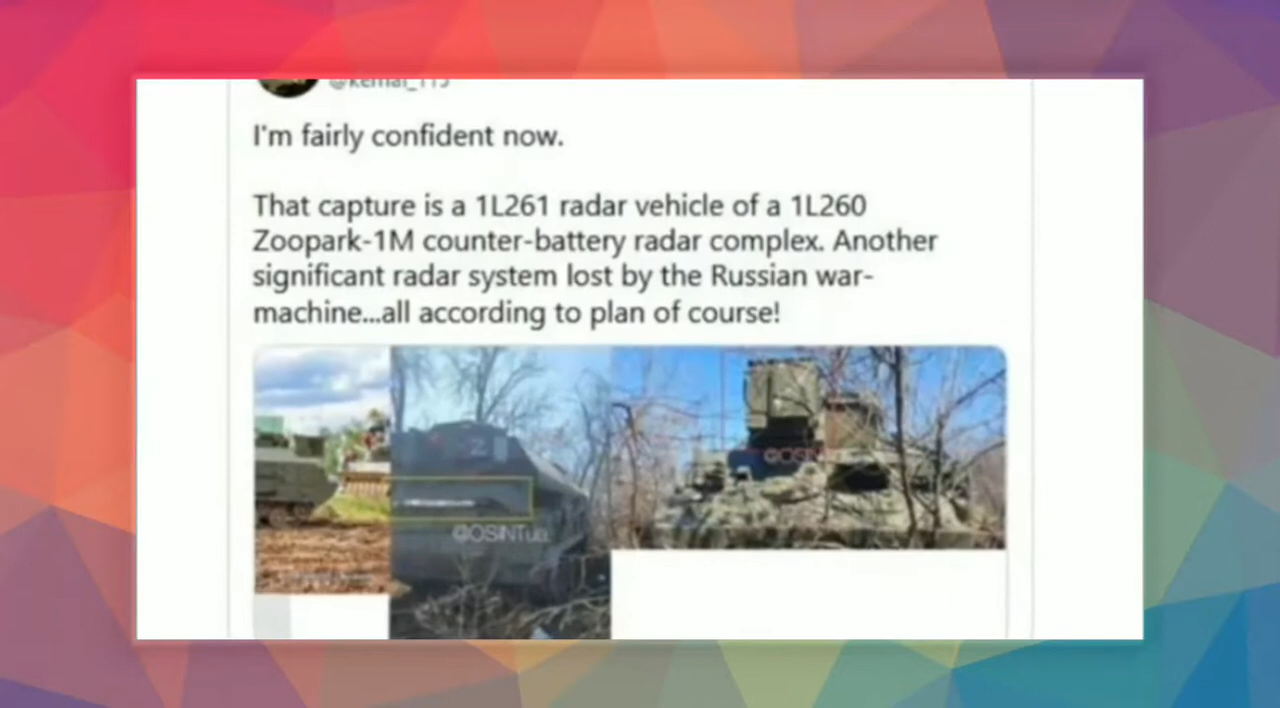 I'm fairly confident now.
That capture is a 1L261 radar vehicle of a 1L260
Zoopark-1M counter-battery radar complex. Another
significant radar system lost by the Russian war-
machine...all according to plan of course!
@OSINTua